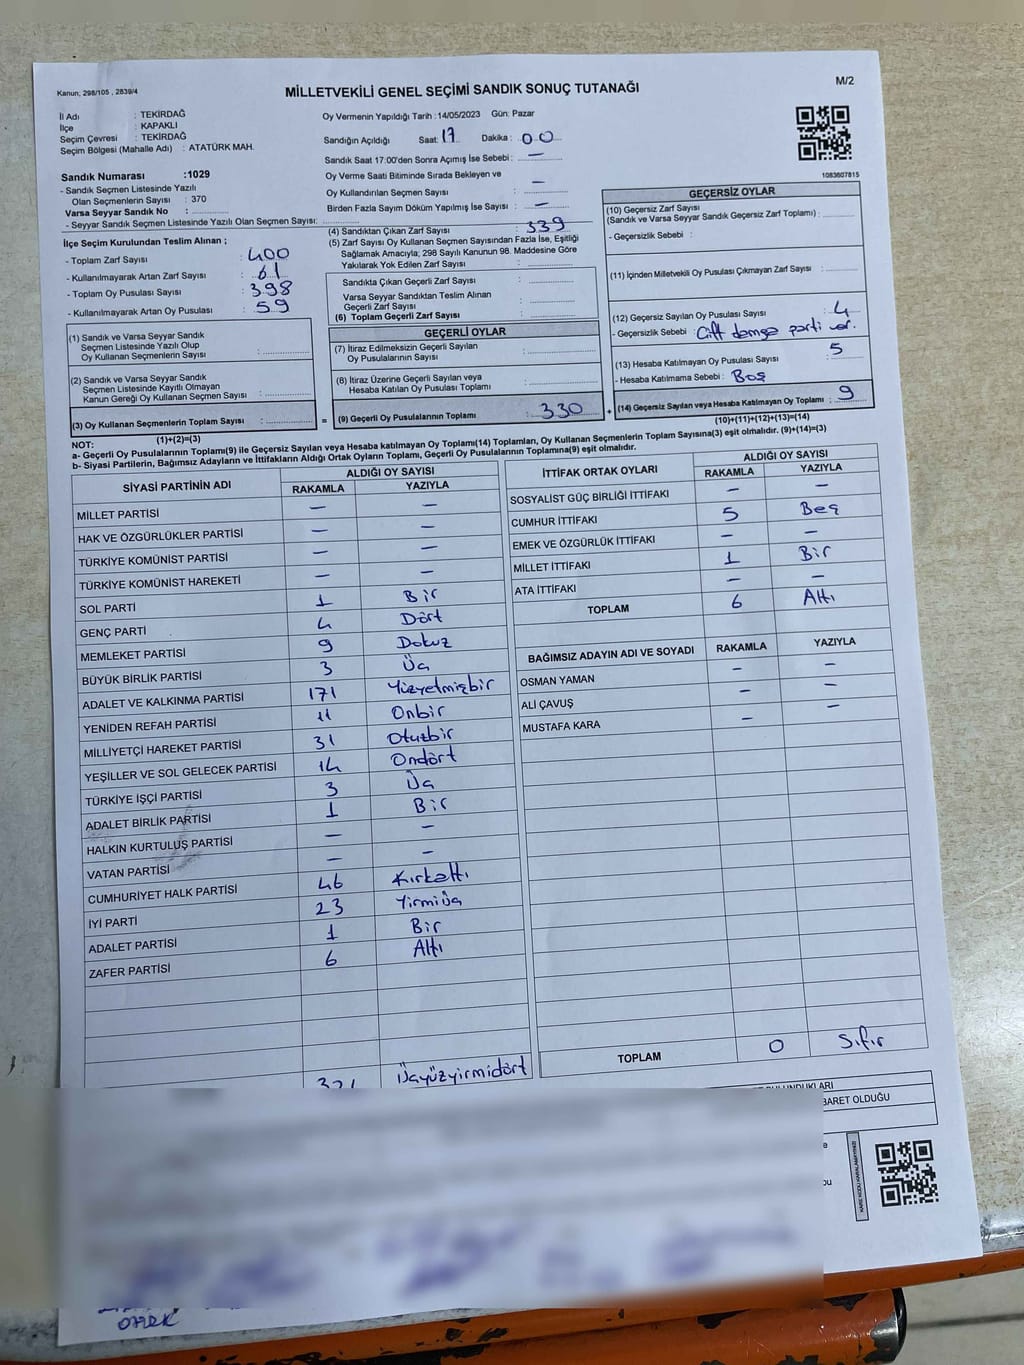 Kanun; 298/105 , 2839/4
MİLLETVEKİLİ GENEL SEÇİMİ SANDIK SONUÇ TUTANAĞI
M/2
İl Adı : TEKİRDAĞ
İlçe : KAPAKLI
Seçim Çevresi : TEKİRDAĞ
Seçim Bölgesi (Mahalle Adı) : ATATÜRK MAH.
Oy Vermenin Yapıldığı Tarih : 14/05/2023 Gün: Pazar
Sandığın Açıldığı Saat: 17 Dakika : 00
Sandık Saat 17:00'den Sonra Açımış İse Sebebi : —
Oy Verme Saati Bitiminde Sırada Bekleyen ve
Oy Kullandırılan Seçmen Sayısı : —
Birden Fazla Sayım Döküm Yapılmış İse Sayısı : —
1083607815
Sandık Numarası :1029
- Sandık Seçmen Listesinde Yazılı
Olan Seçmenlerin Sayısı : 370
Varsa Seyyar Sandık No :
- Seyyar Sandık Seçmen Listesinde Yazılı Olan Seçmen Sayısı:
İlçe Seçim Kurulundan Teslim Alınan ;
- Toplam Zarf Sayısı : 400
- Kullanılmayarak Artan Zarf Sayısı : 61
- Toplam Oy Pusulası Sayısı : 398
- Kullanılmayarak Artan Oy Pusulası : 59
(1) Sandık ve Varsa Seyyar Sandık
Seçmen Listesinde Yazılı Olup
Oy Kullanan Seçmenlerin Sayısı :
(2) Sandık ve Varsa Seyyar Sandık
Seçmen Listesinde Kayıtlı Olmayan
Kanun Gereği Oy Kullanan Seçmen Sayısı :
(3) Oy Kullanan Seçmenlerin Toplam Sayısı :
(1)+(2)=(3)
(4) Sandıktan Çıkan Zarf Sayısı : 339
(5) Zarf Sayısı Oy Kullanan Seçmen Sayısından Fazla İse, Eşitliği
Sağlamak Amacıyla; 298 Sayılı Kanunun 98. Maddesine Göre
Yakılarak Yok Edilen Zarf Sayısı :
Sandıkta Çıkan Geçerli Zarf Sayısı :
Varsa Seyyar Sandıktan Teslim Alınan
Geçerli Zarf Sayısı :
(6) Toplam Geçerli Zarf Sayısı :
GEÇERLİ OYLAR
(7) İtiraz Edilmeksizin Geçerli Sayılan
Oy Pusulalarının Sayısı :
(8) İtiraz Üzerine Geçerli Sayılan veya
Hesaba Katılan Oy Pusulası Toplamı :
= (9) Geçerli Oy Pusulalarının Toplamı : 330 +
GEÇERSİZ OYLAR
(10) Geçersiz Zarf Sayısı
(Sandık ve Varsa Seyyar Sandık Geçersiz Zarf Toplamı) :
- Geçersizlik Sebebi :
(11) İçinden Milletvekili Oy Pusulası Çıkmayan Zarf Sayısı :
(12) Geçersiz Sayılan Oy Pusulası Sayısı : 4
- Geçersizlik Sebebi : Çift damga parti var.
(13) Hesaba Katılmayan Oy Pusulası Sayısı : 5
- Hesaba Katılmama Sebebi : Boş
(14) Geçersiz Sayılan veya Hesaba Katılmayan Oy Toplamı : 9
(10)+(11)+(12)+(13)=(14)
NOT:
a- Geçerli Oy Pusulalarının Toplamı(9) ile Geçersiz Sayılan veya Hesaba katılmayan Oy Toplamı(14) Toplamları, Oy Kullanan Seçmenlerin Toplam Sayısına(3) eşit olmalıdır. (9)+(14)=(3)
b- Siyasi Partilerin, Bağımsız Adayların ve İttifakların Aldığı Ortak Oyların Toplamı, Geçerli Oy Pusulalarının Toplamına(9) eşit olmalıdır.
SİYASİ PARTİNİN ADI ALDIĞI OY SAYISI
RAKAMLA YAZIYLA
MİLLET PARTİSİ — —
HAK VE ÖZGÜRLÜKLER PARTİSİ — —
TÜRKİYE KOMÜNİST PARTİSİ — —
TÜRKİYE KOMÜNİST HAREKETİ — —
SOL PARTİ 1 Bir
GENÇ PARTİ 4 Dört
MEMLEKET PARTİSİ 9 Dokuz
BÜYÜK BİRLİK PARTİSİ 3 Üç
ADALET VE KALKINMA PARTİSİ 171 Yüzyetmişbir
YENİDEN REFAH PARTİSİ 11 Onbir
MİLLİYETÇİ HAREKET PARTİSİ 31 Otuzbir
YEŞİLLER VE SOL GELECEK PARTİSİ 14 Ondört
TÜRKİYE İŞÇİ PARTİSİ 3 Üç
ADALET BİRLİK PARTİSİ 1 Bir
HALKIN KURTULUŞ PARTİSİ — —
VATAN PARTİSİ — —
CUMHURİYET HALK PARTİSİ 46 Kırkaltı
İYİ PARTİ 23 Yirmiüç
ADALET PARTİSİ 1 Bir
ZAFER PARTİSİ 6 Altı
Üçyüzyirmidört
İTTİFAK ORTAK OYLARI ALDIĞI OY SAYISI
RAKAMLA YAZIYLA
SOSYALİST GÜÇ BİRLİĞİ İTTİFAKI — —
CUMHUR İTTİFAKI 5 Beş
EMEK VE ÖZGÜRLÜK İTTİFAKI — —
MİLLET İTTİFAKI 1 Bir
ATA İTTİFAKI — —
TOPLAM 6 Altı
BAĞIMSIZ ADAYIN ADI VE SOYADI RAKAMLA YAZIYLA
OSMAN YAMAN — —
ALİ ÇAVUŞ — —
MUSTAFA KARA — —
TOPLAM 0 Sıfır
BARET OLDUĞU